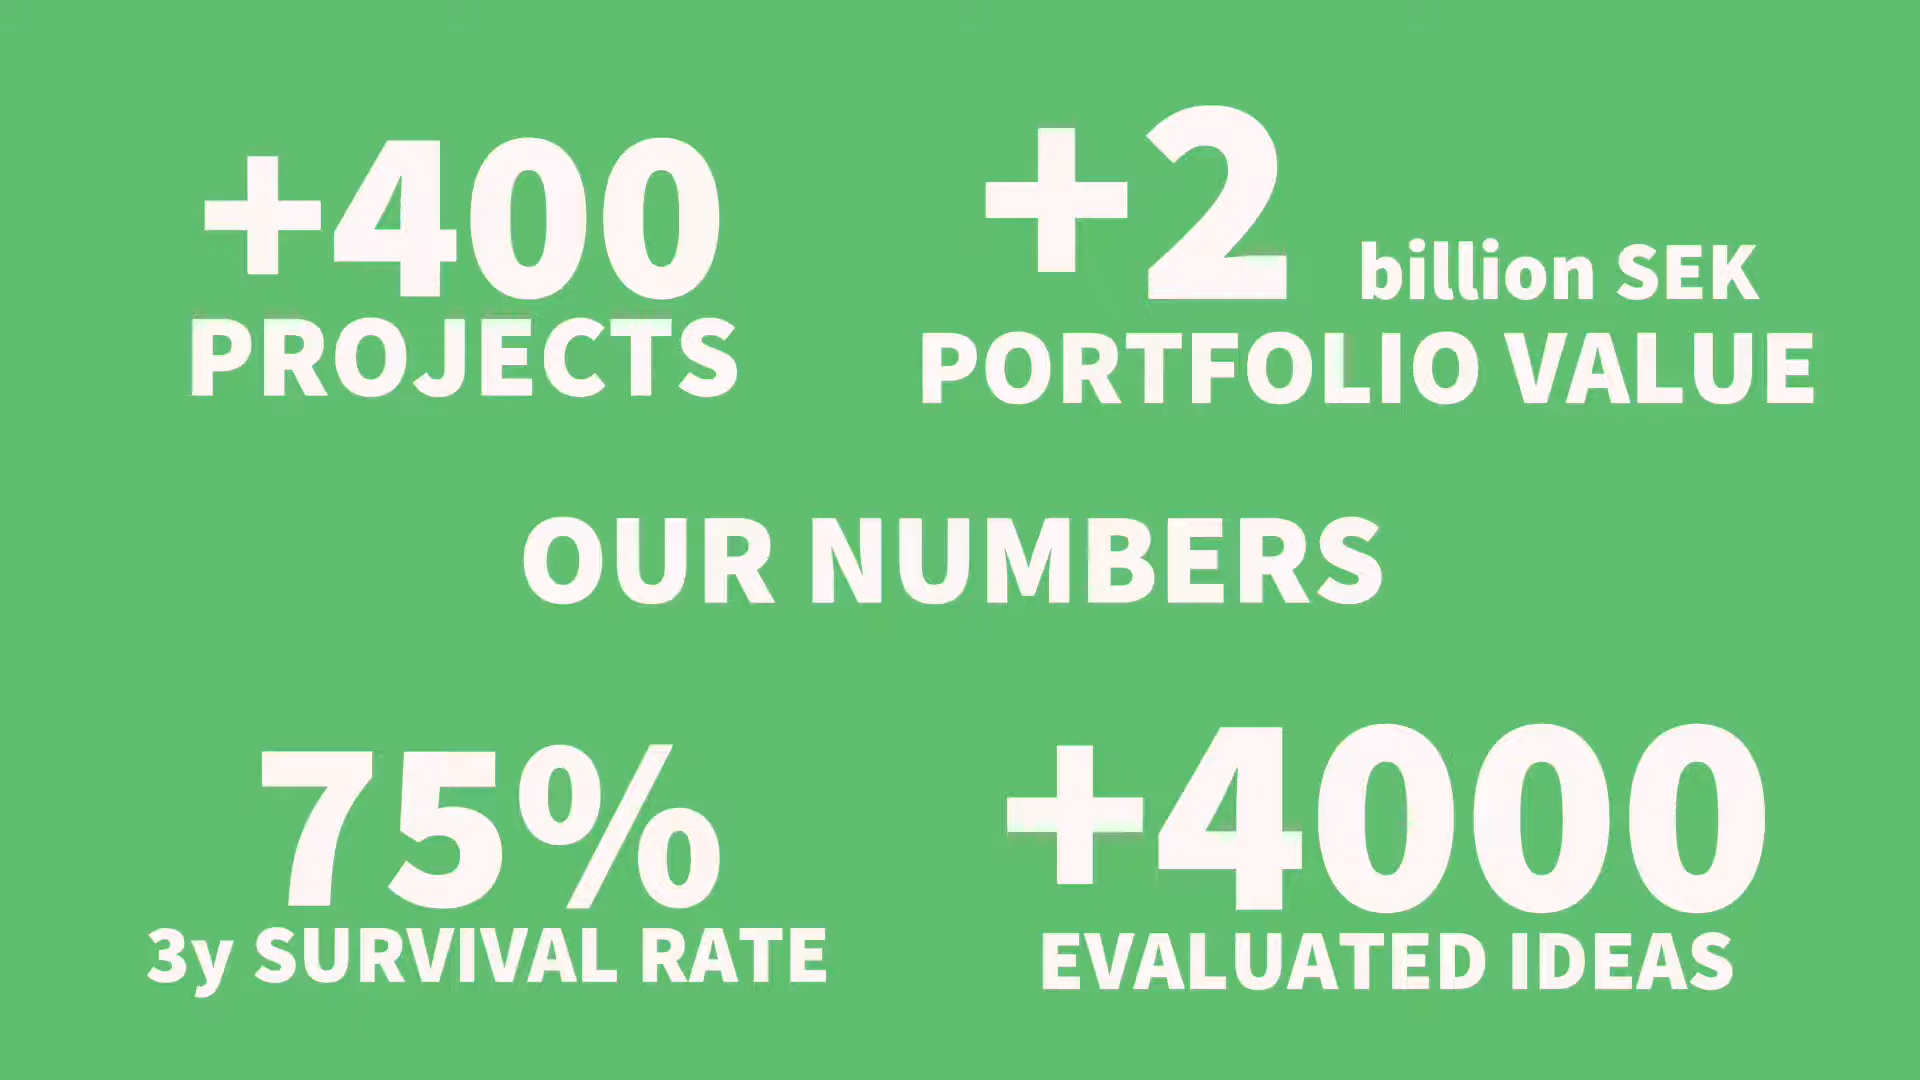 +400
PROJECTS
+2 billion SEK
PORTFOLIO VALUE
OUR NUMBERS
75%
3y SURVIVAL RATE
+4000
EVALUATED IDEAS